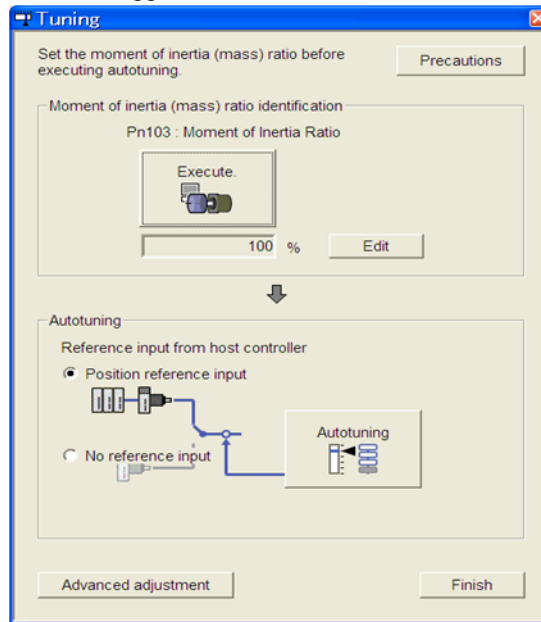 Tuning
Set the moment of inertia (mass) ratio before
executing autotuning.
Precautions
Moment of inertia (mass) ratio identification
Pn103 : Moment of Inertia Ratio
Execute.
100 %
Edit
Autotuning
Reference input from host controller
Position reference input
No reference input
Autotuning
Advanced adjustment
Finish